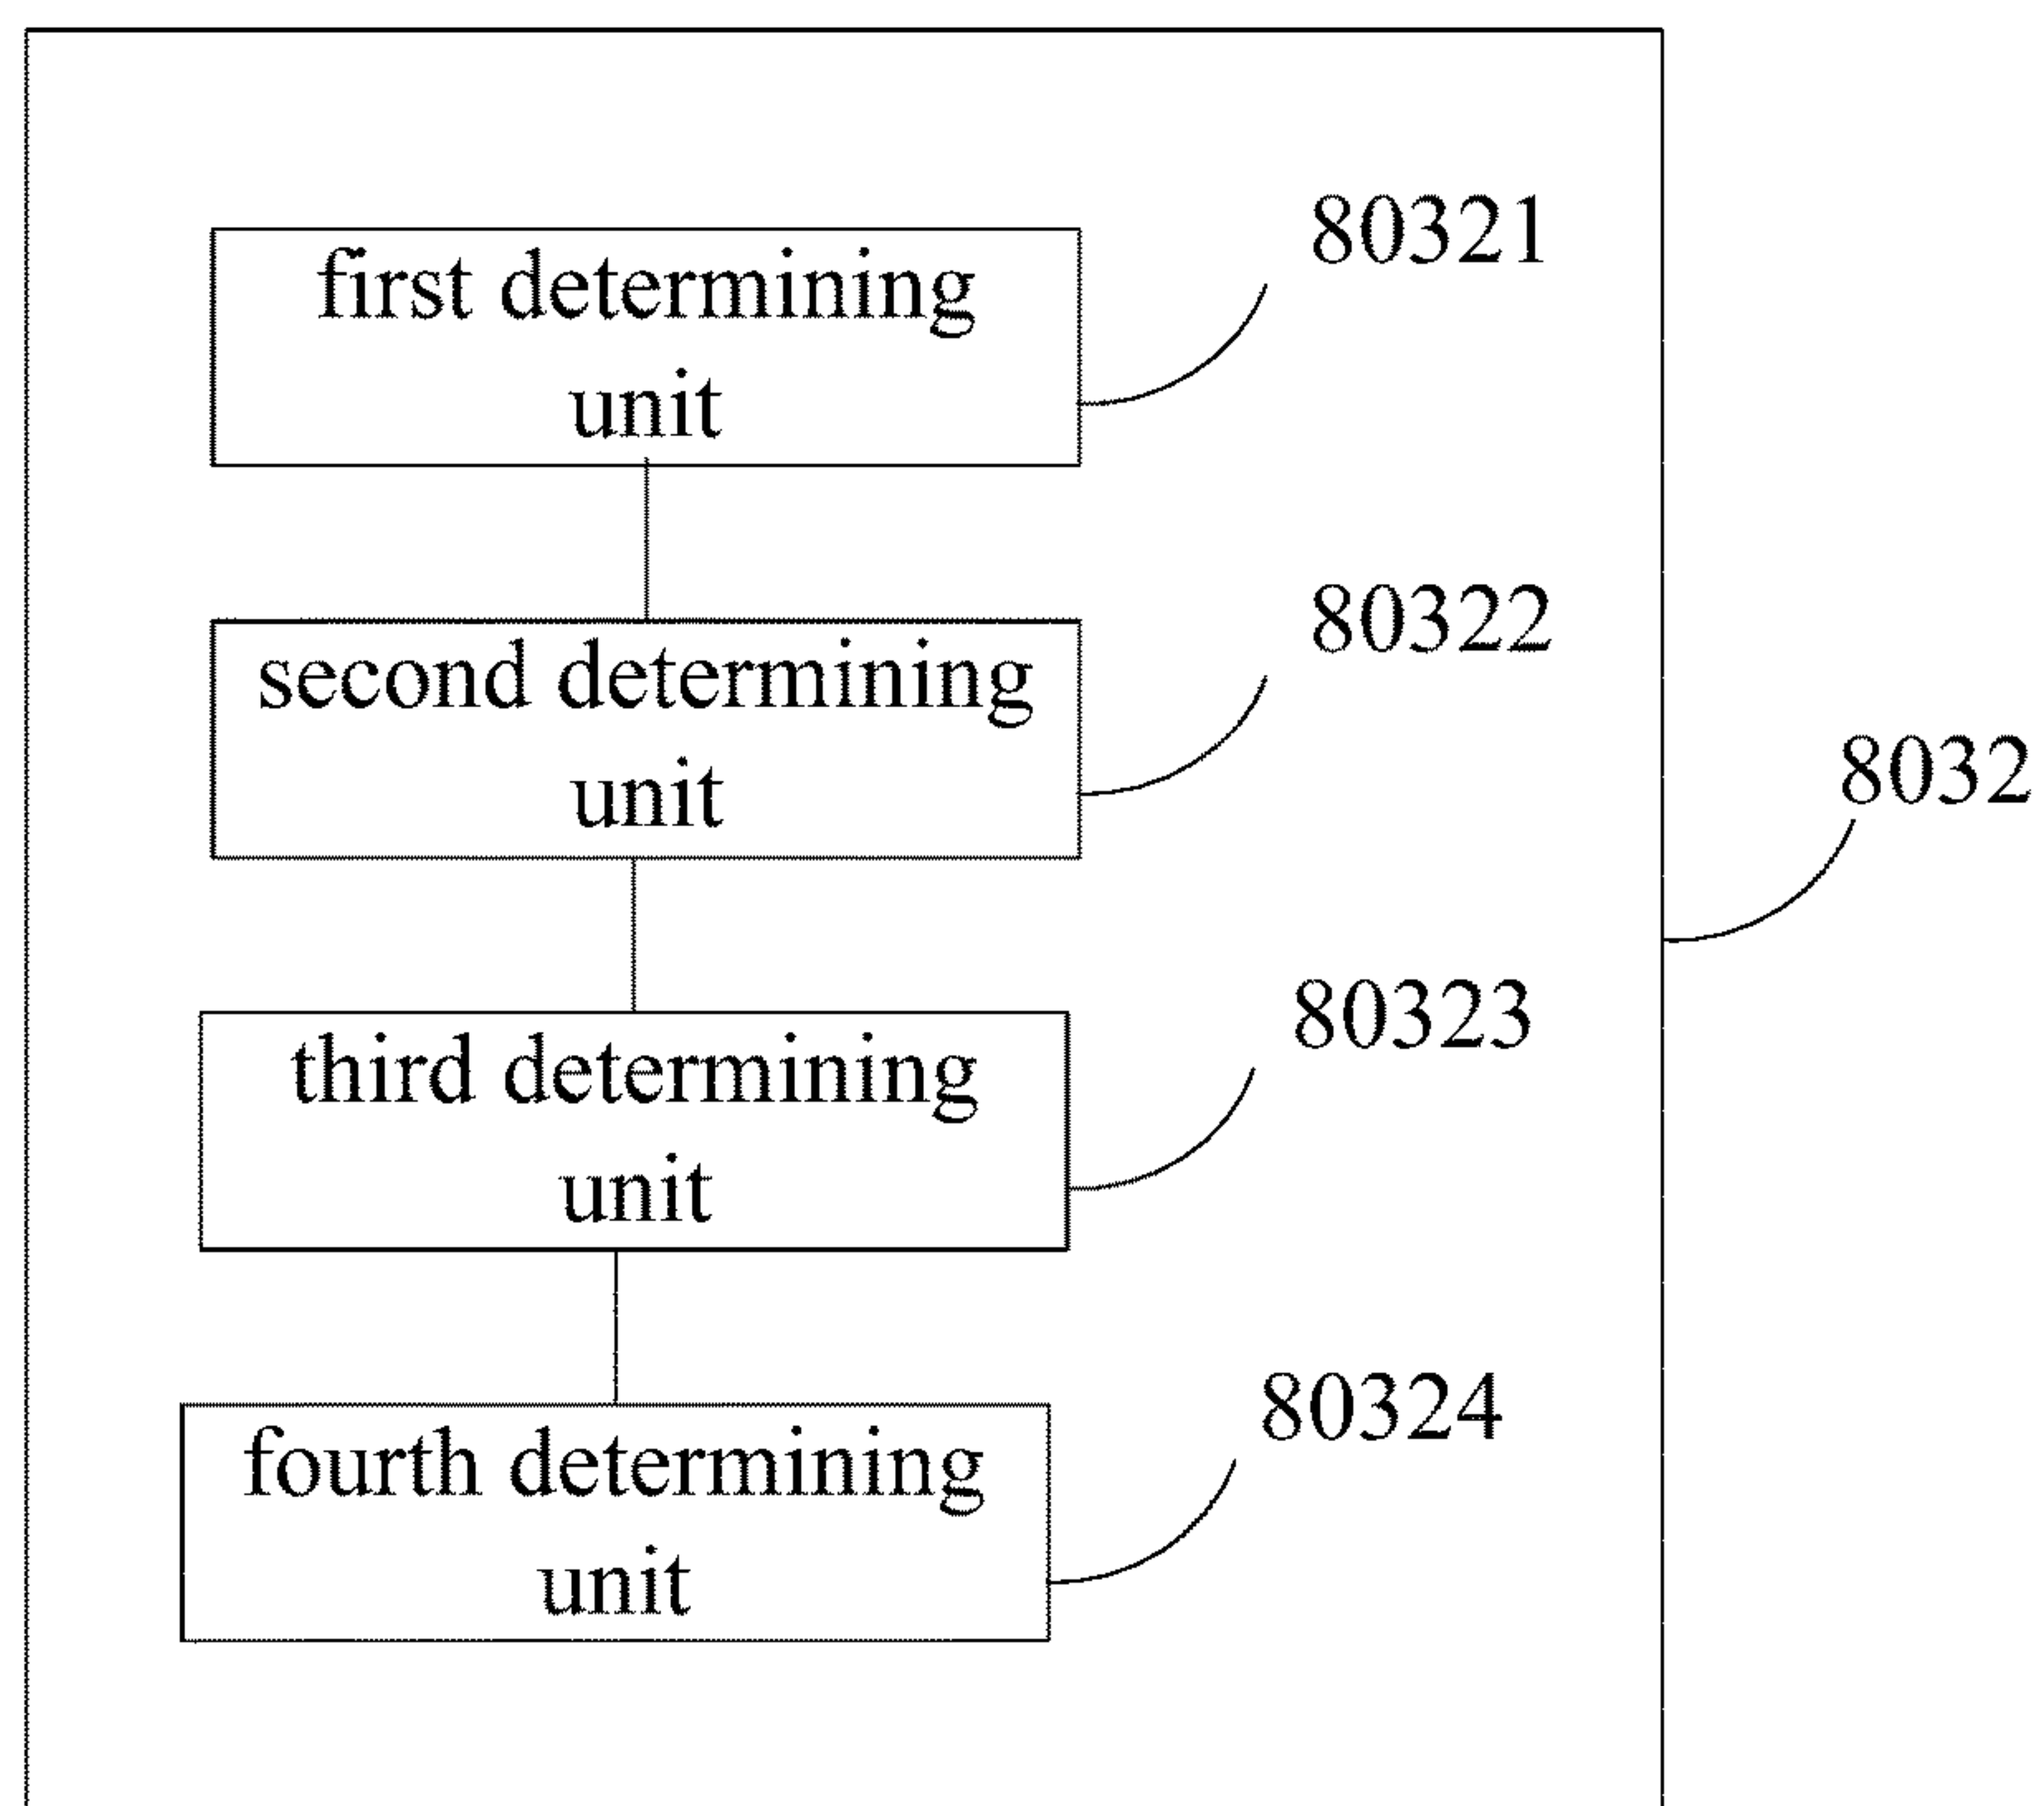 80321
first determining
unit
80322
second determining
unit
8032
80323
third determining
unit
80324
fourth determining
unit